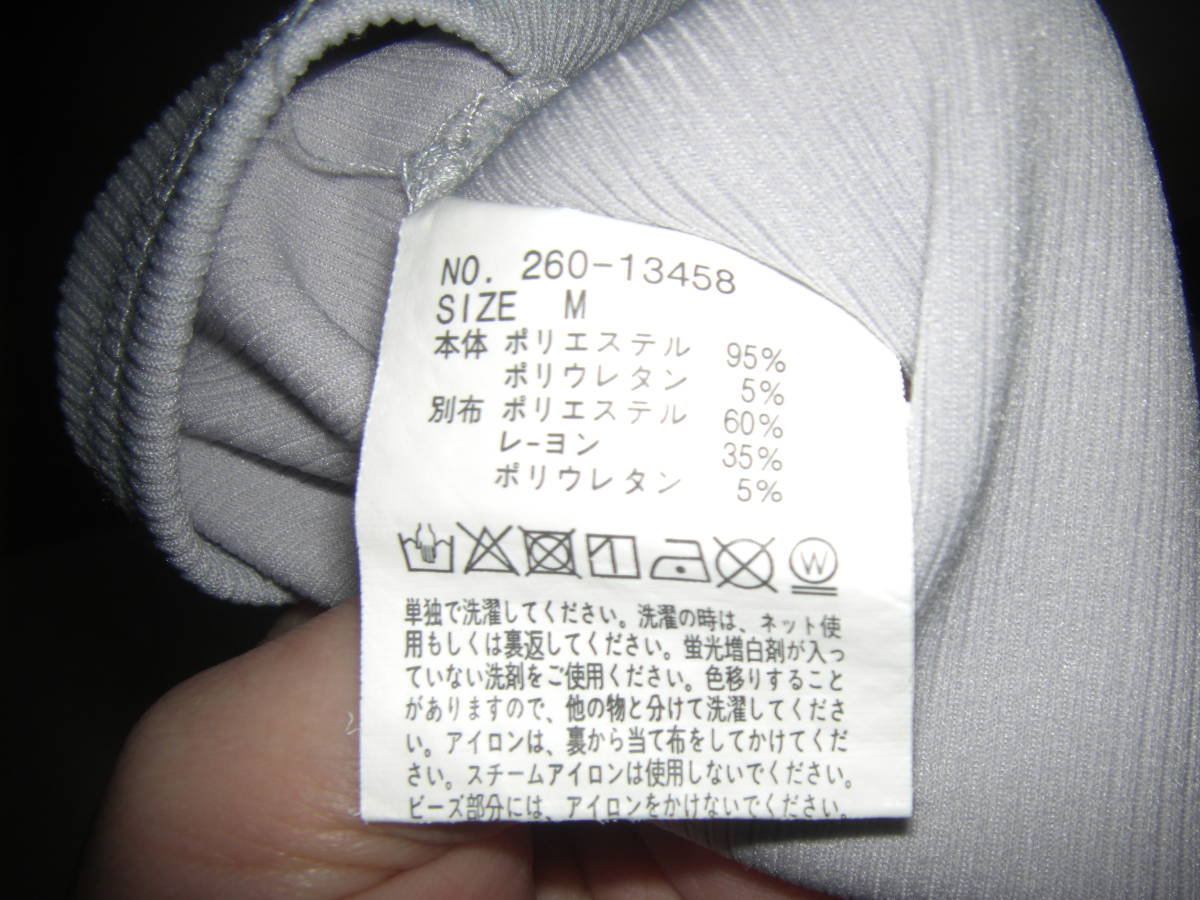 NO. 260-13458
SIZE M
本体 ポリエステル 95%
ポリウレタン 5%
別布 ポリエステル 60%
レーヨン 35%
ポリウレタン 5%
W
単独で洗濯してください。洗濯の時は、ネット使
用もしくは裏返してください。蛍光増白剤が入っ
ていない洗剤をご使用ください。色移りすること
がありますので、他の物と分けて洗濯してくださ
い。アイロンは、裏から当て布をしてかけてくだ
さい。スチームアイロンは使用しないでください。
ビーズ部分には、アイロンをかけないでください。